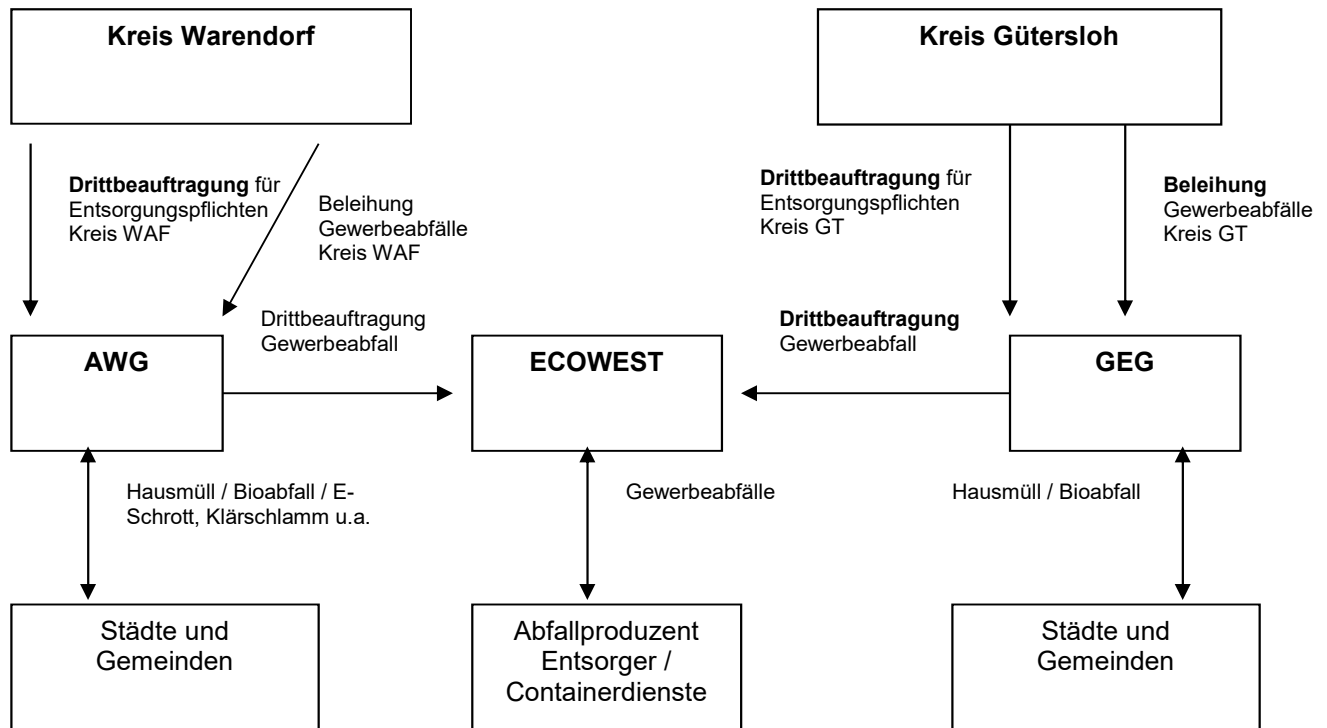 Kreis Warendorf
Kreis Gütersloh
Drittbeauftragung für
Entsorgungspflichten
Kreis WAF
Beleihung
Gewerbeabfälle
Kreis WAF
Drittbeauftragung für
Entsorgungspflichten
Kreis GT
Beleihung
Gewerbeabfälle
Kreis GT
Drittbeauftragung
Gewerbeabfall
Drittbeauftragung
Gewerbeabfall
AWG
ECOWEST
GEG
Hausmüll / Bioabfall / E-
Schrott, Klärschlamm u.a.
Gewerbeabfälle
Hausmüll / Bioabfall
Städte und
Gemeinden
Abfallproduzent
Entsorger /
Containerdienste
Städte und
Gemeinden